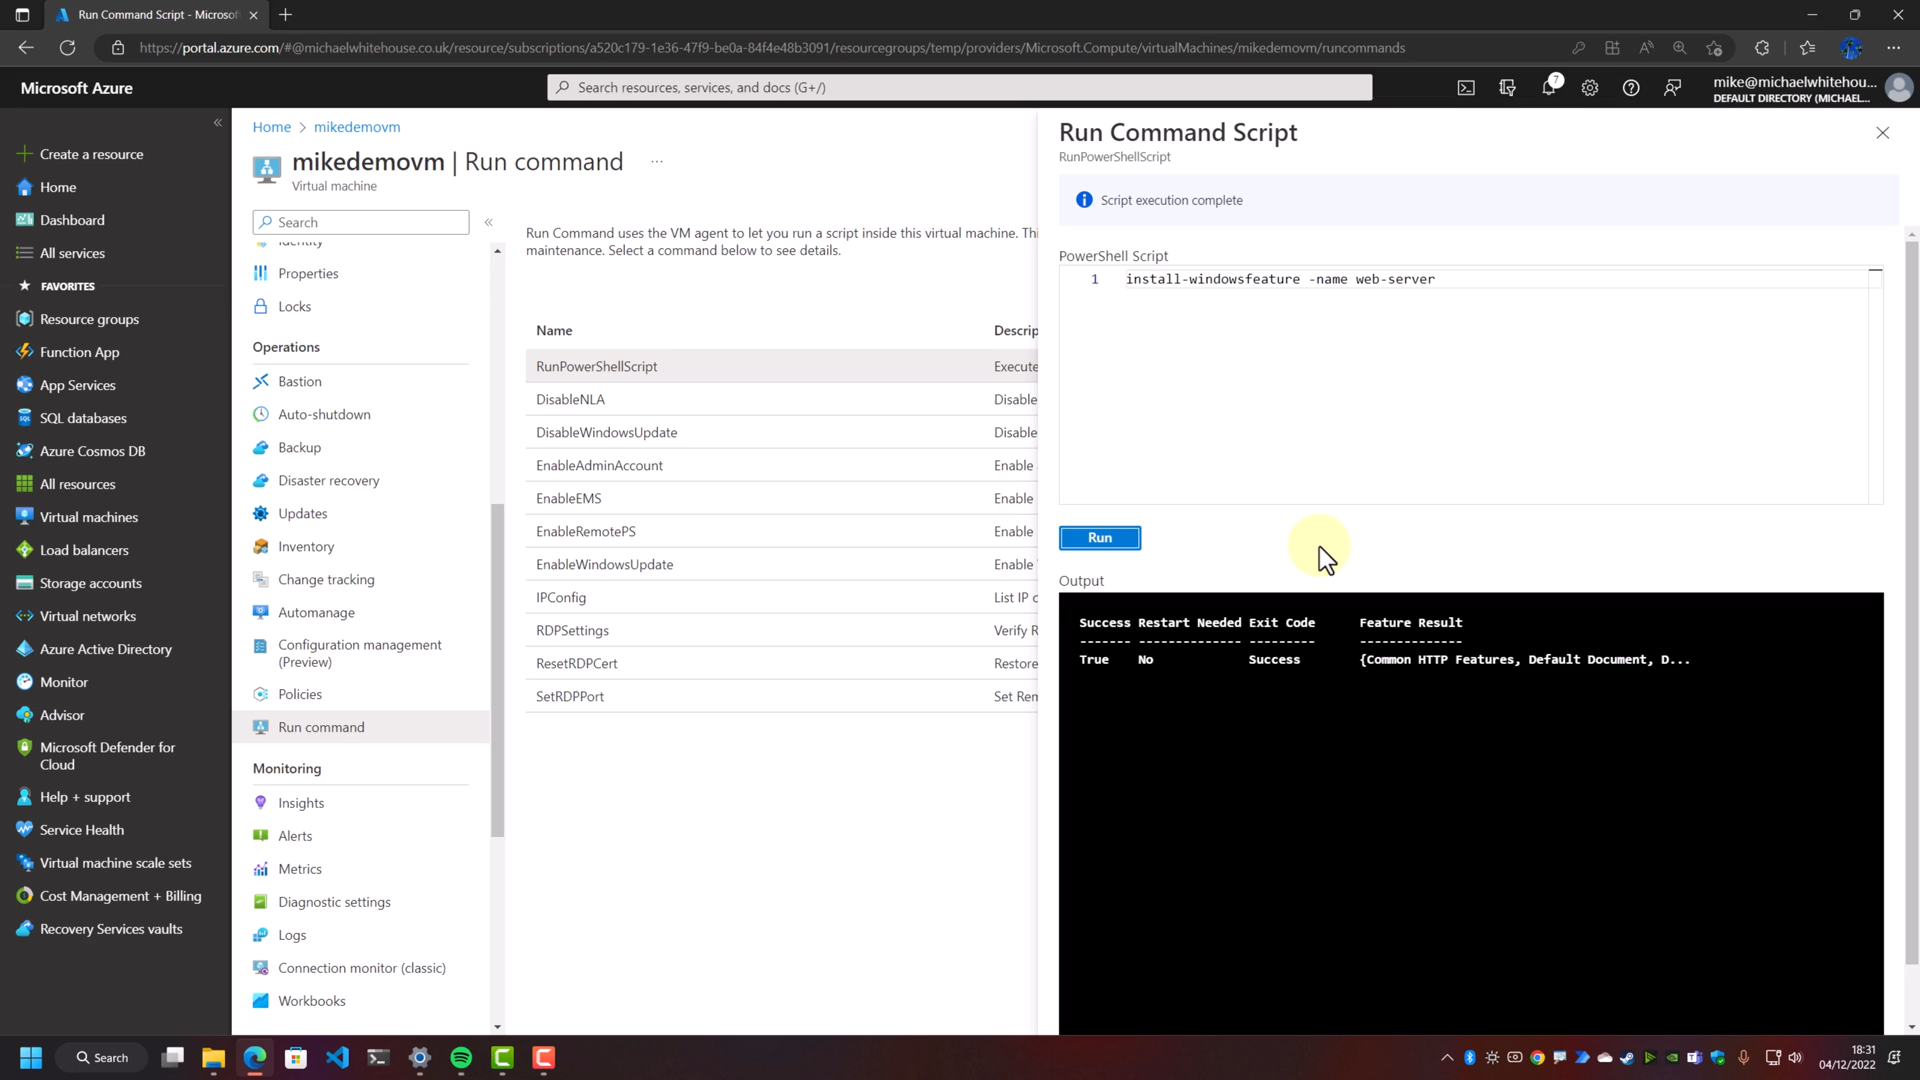 Run Command Script - Microsoft
https://portal.azure.com/#@michaelwhitehouse.co.uk/resource/subscriptions/a520c179-1e36-47f9-be0a-84f4e48b3091/resourcegroups/temp/providers/Microsoft.Compute/virtualMachines/mikedemovm/runcommands
Microsoft Azure
Search resources, services, and docs (G+/)
7
mike@michaelwhitehou...
DEFAULT DIRECTORY (MICHAEL...
Create a resource
Home
Dashboard
All services
FAVORITES
Resource groups
Function App
App Services
SQL databases
Azure Cosmos DB
All resources
Virtual machines
Load balancers
Storage accounts
Virtual networks
Azure Active Directory
Monitor
Advisor
Microsoft Defender for
Cloud
Help + support
Service Health
Virtual machine scale sets
Cost Management + Billing
Recovery Services vaults
Home > mikedemovm
mikedemovm | Run command ...
Virtual machine
Search
Identity
Properties
Locks
Operations
Bastion
Auto-shutdown
Backup
Disaster recovery
Updates
Inventory
Change tracking
Automanage
Configuration management
(Preview)
Policies
Run command
Monitoring
Insights
Alerts
Metrics
Diagnostic settings
Logs
Connection monitor (classic)
Workbooks
Run Command uses the VM agent to let you run a script inside this virtual machine. Thi
maintenance. Select a command below to see details.
Name Descrip
RunPowerShellScript Execute
DisableNLA Disable
DisableWindowsUpdate Disable
EnableAdminAccount Enable
EnableEMS Enable
EnableRemotePS Enable
EnableWindowsUpdate Enable
IPConfig List IP c
RDPSettings Verify R
ResetRDPCert Restore
SetRDPPort Set Rem
Run Command Script
RunPowerShellScript
Script execution complete
PowerShell Script
1 install-windowsfeature -name web-server
Run
Output
Success Restart Needed Exit Code Feature Result
------- -------------- --------- --------------
True No Success {Common HTTP Features, Default Document, D...
Search
18:31
04/12/2022